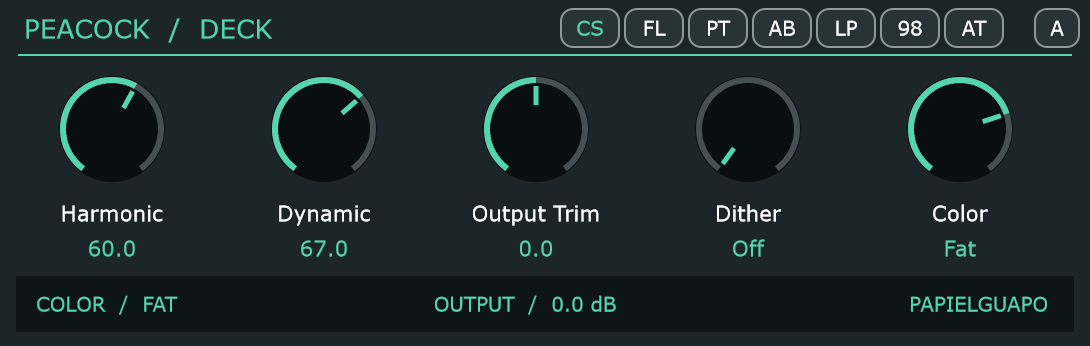 PEACOCK / DECK CS FL PT AB LP 98 AT A
Harmonic Dynamic Output Trim Dither Color
60.0 67.0 0.0 Off Fat
COLOR / FAT OUTPUT / 0.0 dB PAPIELGUAPO